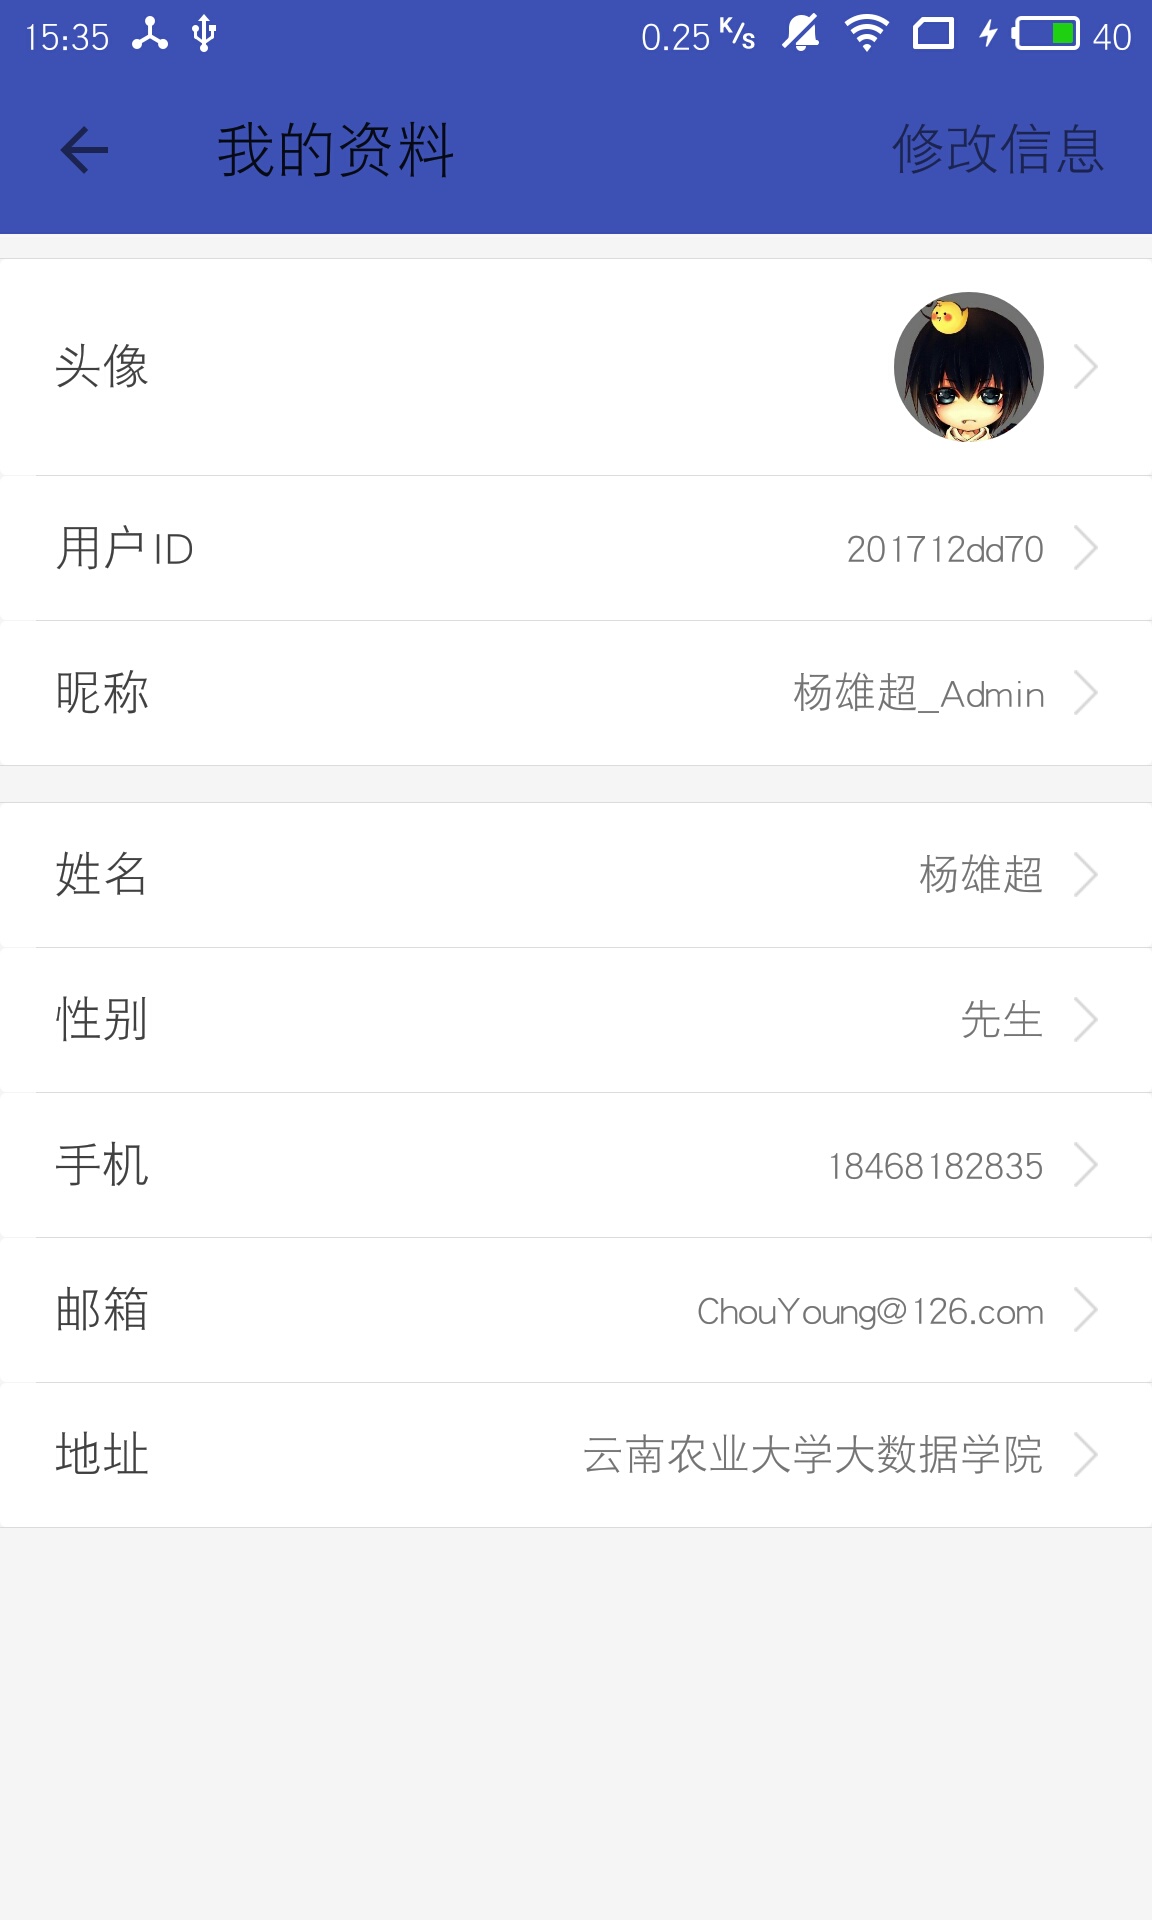 15:35 0.25 K/s 40
我的资料 修改信息
头像
用户ID 201712dd70
昵称 杨雄超_Admin
姓名 杨雄超
性别 先生
手机 18468182835
邮箱 ChouYoung@126.com
地址 云南农业大学大数据学院